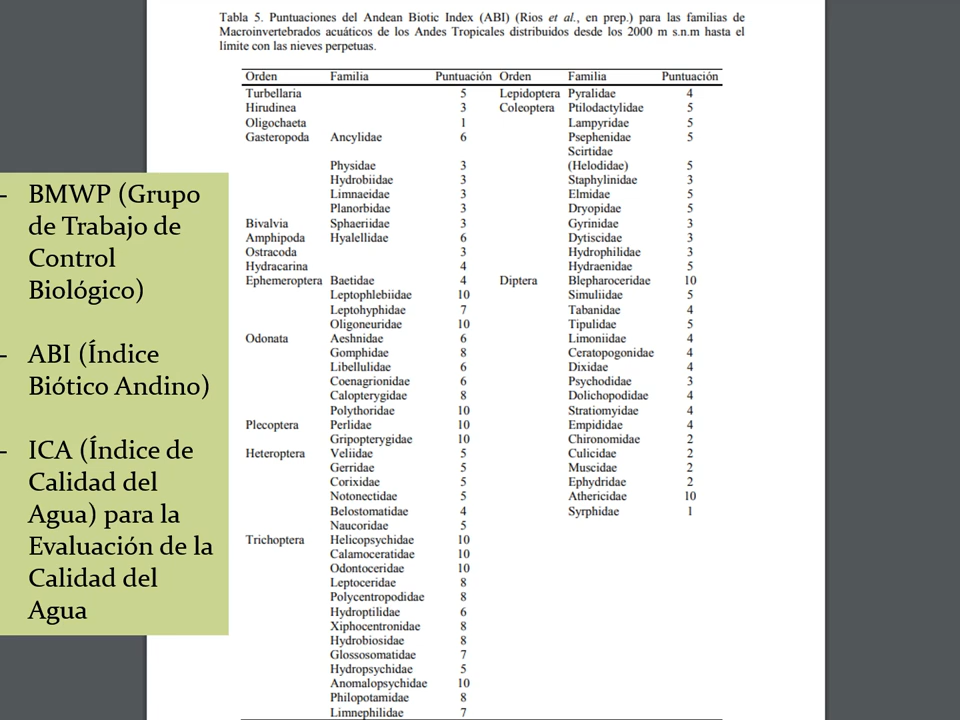 Tabla 5. Puntuaciones del Andean Biotic Index (ABI) (Rios et al., en prep.) para las familias de
Macroinvertebrados acuáticos de los Andes Tropicales distribuidos desde los 2000 m s.n.m hasta el
límite con las nieves perpetuas.
Orden Familia Puntuación Orden Familia Puntuación
Turbellaria 5 Lepidoptera Pyralidae 4
Hirudinea 3 Coleoptera Ptilodactylidae 5
Oligochaeta 1 Lampyridae 5
Gasteropoda Ancylidae 6 Psephenidae 5
Scirtidae
Physidae 3 (Helodidae) 5
Hydrobiidae 3 Staphylinidae 3
Limnaeidae 3 Elmidae 5
Planorbidae 3 Dryopidae 5
Bivalvia Sphaeriidae 3 Gyrinidae 3
Amphipoda Hyalellidae 6 Dytiscidae 3
Ostracoda 3 Hydrophilidae 3
Hydracarina 4 Hydraenidae 5
Ephemeroptera Baetidae 4 Diptera Blepharoceridae 10
Leptophlebiidae 10 Simuliidae 5
Leptohyphidae 7 Tabanidae 4
Oligoneuridae 10 Tipulidae 5
Odonata Aeshnidae 6 Limoniidae 4
Gomphidae 8 Ceratopogonidae 4
Libellulidae 6 Dixidae 4
Coenagrionidae 6 Psychodidae 3
Calopterygidae 8 Dolichopodidae 4
Polythoridae 10 Stratiomyidae 4
Plecoptera Perlidae 10 Empididae 4
Gripopterygidae 10 Chironomidae 2
Heteroptera Veliidae 5 Culicidae 2
Gerridae 5 Muscidae 2
Corixidae 5 Ephydridae 2
Notonectidae 5 Athericidae 10
Belostomatidae 4 Syrphidae 1
Naucoridae 5
Trichoptera Helicopsychidae 10
Calamoceratidae 10
Odontoceridae 10
Leptoceridae 8
Polycentropodidae 8
Hydroptilidae 6
Xiphocentronidae 8
Hydrobiosidae 8
Glossosomatidae 7
Hydropsychidae 5
Anomalopsychidae 10
Philopotamidae 8
Limnephilidae 7
- BMWP (Grupo
de Trabajo de
Control
Biológico)
- ABI (Índice
Biótico Andino)
- ICA (Índice de
Calidad del
Agua) para la
Evaluación de la
Calidad del
Agua